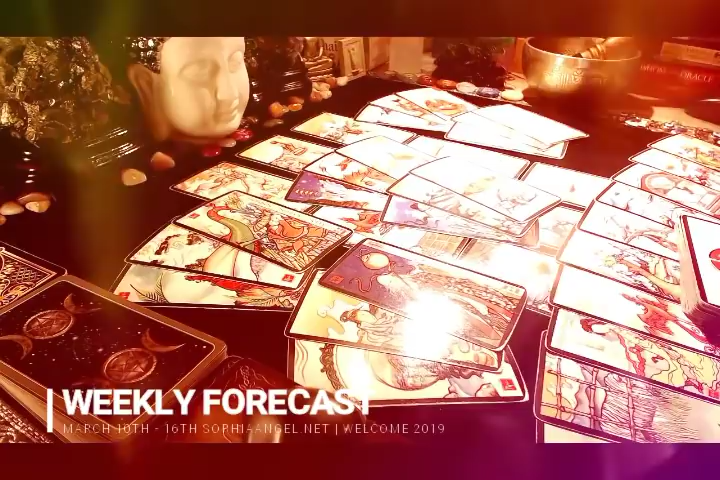 ORACLE
WEEKLY FORECAST
MARCH 10TH - 16TH SOPHIAANGEL.NET | WELCOME 2019